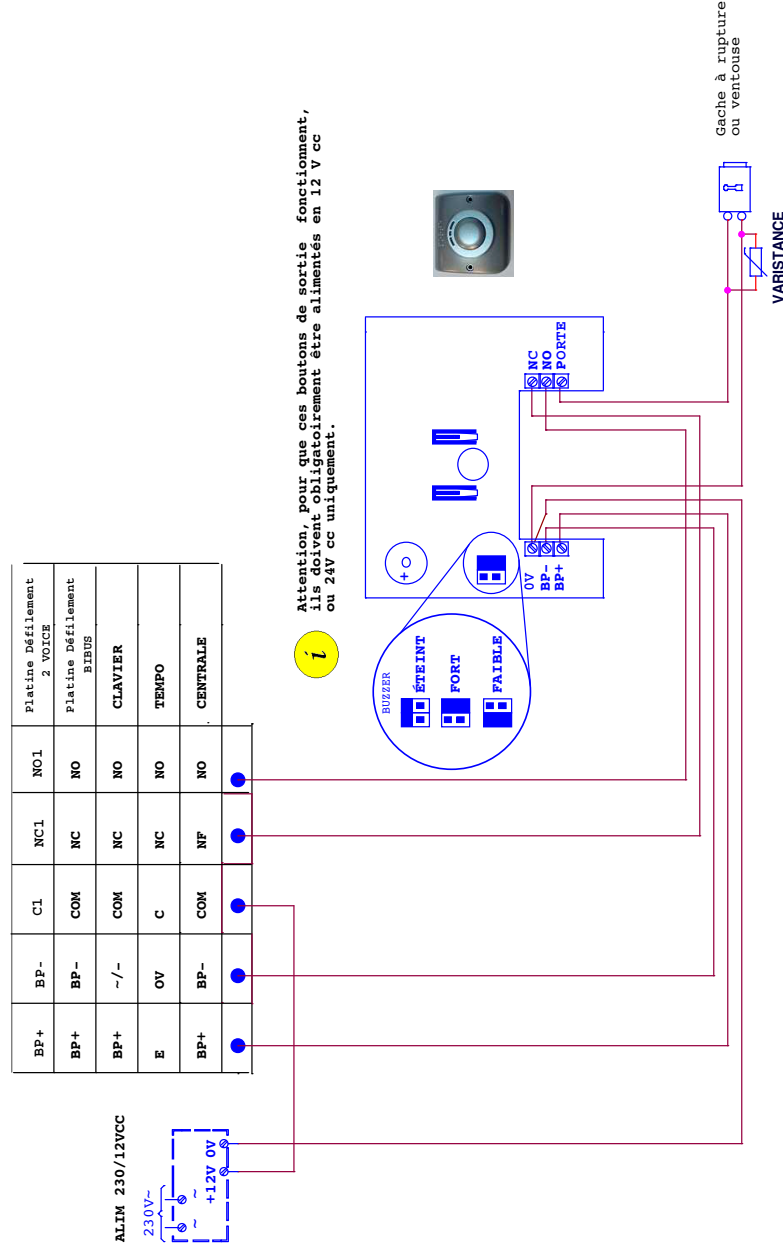 Platine Défilement
2 VOICE
NO1
NC1
C1
BP-
BP+
Platine Défilement
BIBUS
NO
NC
COM
BP-
BP+
CLAVIER
NO
NC
COM
~/-
BP+
TEMPO
NO
NC
C
OV
E
CENTRALE
NO
NF
COM
BP-
BP+
ALIM 230/12VCC
230V~
~ ~ +12V 0V
i
Attention, pour que ces boutons de sortie fonctionnent,
ils doivent obligatoirement être alimentés en 12 V cc
ou 24V cc uniquement.
BUZZER
ÉTEINT
FORT
FAIBLE
+
0V
BP-
BP+
NC
NO
PORTE
Gache à rupture
ou ventouse
VARISTANCE